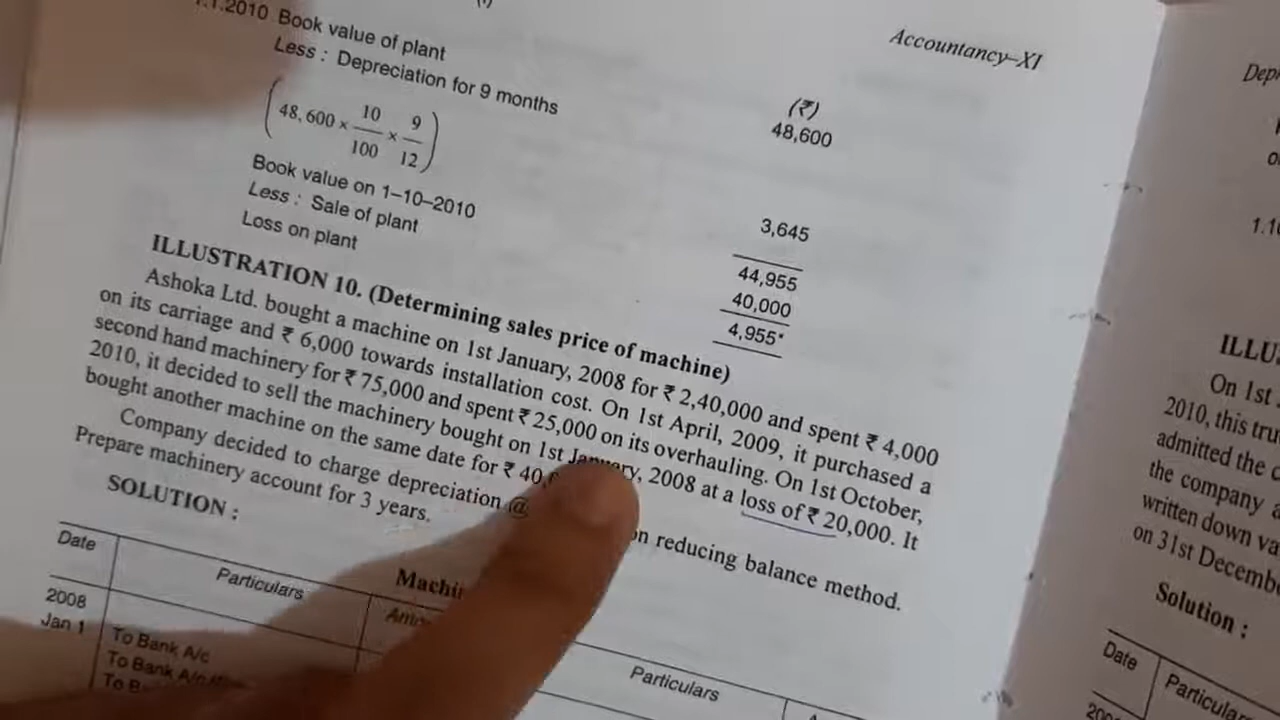 Accountancy–XI
1.1.2010 Book value of plant
(₹)
48,600
Less : Depreciation for 9 months
(48,600 × 10/100 × 9/12)
3,645
Book value on 1–10–2010
44,955
Less : Sale of plant
40,000
Loss on plant
4,955*
ILLUSTRATION 10. (Determining sales price of machine)
Ashoka Ltd. bought a machine on 1st January, 2008 for ₹ 2,40,000 and spent ₹ 4,000
on its carriage and ₹ 6,000 towards installation cost. On 1st April, 2009, it purchased a
second hand machinery for ₹ 75,000 and spent ₹ 25,000 on its overhauling. On 1st October,
2010, it decided to sell the machinery bought on 1st January, 2008 at a loss of ₹ 20,000. It
bought another machine on the same date for ₹
Company decided to charge depreciation @ on reducing balance method.
Prepare machinery account for 3 years.
SOLUTION :
Date
Particulars
Particulars
2008
Jan 1
To Bank A/c
To Bank A/c
To
2010, this
admitted the
the company
written down
on 31st
On 1st
Solution :
Date
Particulars